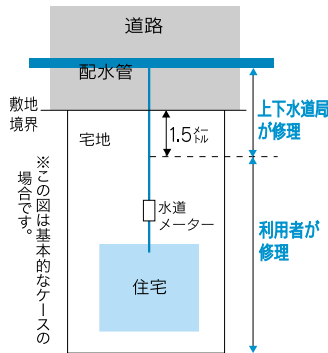 道路
配水管
敷地
境界
上下水道局
が修理
1.5メートル
宅地
※この図は基本的なケースの
場合です。
水道
メーター
利用者が
修理
住宅